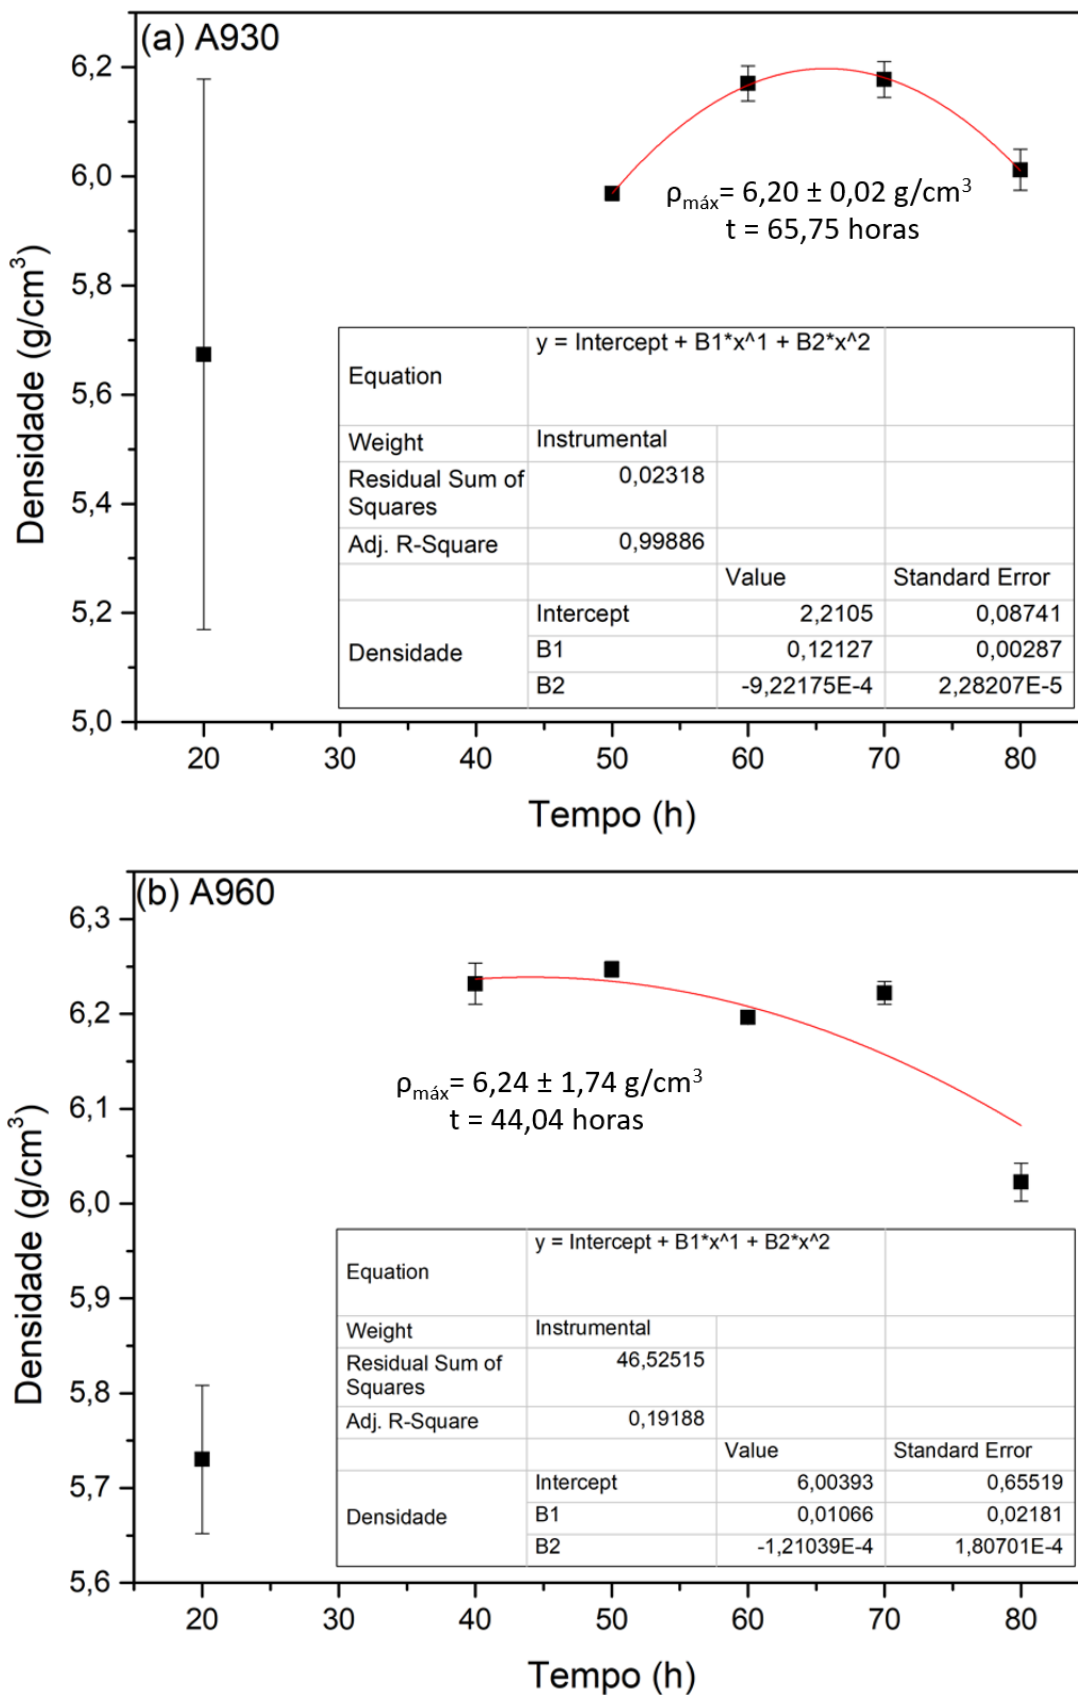 (a) A930
6,2
6,0
5,8
5,6
5,4
5,2
5,0
Densidade (g/cm³)
ρmáx= 6,20 ± 0,02 g/cm³
t = 65,75 horas
Equation y = Intercept + B1*x^1 + B2*x^2
Weight Instrumental
Residual Sum of Squares 0,02318
Adj. R-Square 0,99886
Value Standard Error
Densidade Intercept 2,2105 0,08741
B1 0,12127 0,00287
B2 -9,22175E-4 2,28207E-5
20 30 40 50 60 70 80
Tempo (h)
(b) A960
6,3
6,2
6,1
6,0
5,9
5,8
5,7
5,6
Densidade (g/cm³)
ρmáx= 6,24 ± 1,74 g/cm³
t = 44,04 horas
Equation y = Intercept + B1*x^1 + B2*x^2
Weight Instrumental
Residual Sum of Squares 46,52515
Adj. R-Square 0,19188
Value Standard Error
Densidade Intercept 6,00393 0,65519
B1 0,01066 0,02181
B2 -1,21039E-4 1,80701E-4
20 30 40 50 60 70 80
Tempo (h)